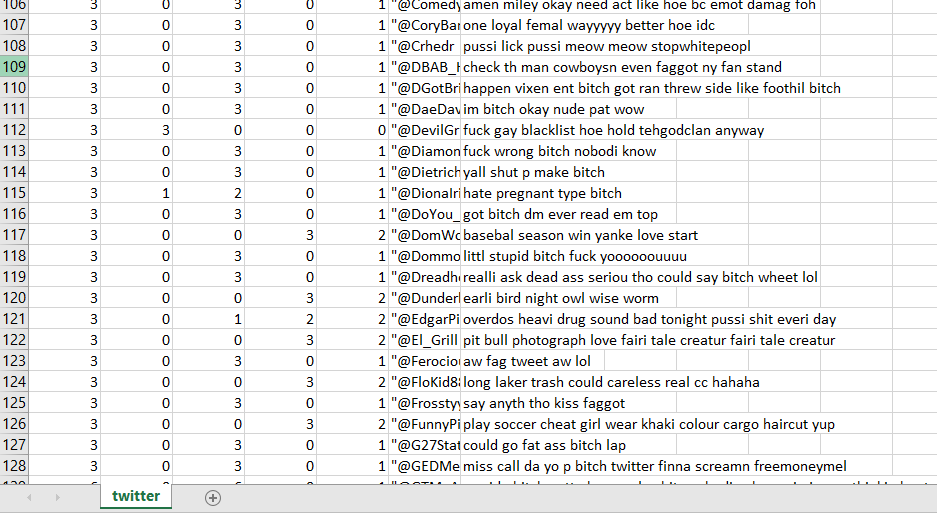 106 3 0 3 0 1 "@Comedy amen miley okay need act like hoe bc emot damag foh
107 3 0 3 0 1 "@CoryBar one loyal femal wayyyyy better hoe idc
108 3 0 3 0 1 "@Crhedr pussi lick pussi meow meow stopwhitepeopl
109 3 0 3 0 1 "@DBAB_ check th man cowboysn even faggot ny fan stand
110 3 0 3 0 1 "@DGotBri happen vixen ent bitch got ran threw side like foothil bitch
111 3 0 3 0 1 "@DaeDav im bitch okay nude pat wow
112 3 3 0 0 0 "@DevilGr fuck gay blacklist hoe hold tehgodclan anyway
113 3 0 3 0 1 "@Diamon fuck wrong bitch nobodi know
114 3 0 3 0 1 "@Dietrich yall shut p make bitch
115 3 1 2 0 1 "@DionaIri hate pregnant type bitch
116 3 0 3 0 1 "@DoYou_ got bitch dm ever read em top
117 3 0 0 3 2 "@DomWo basebal season win yanke love start
118 3 0 3 0 1 "@Dommo littl stupid bitch fuck yoooooouuuu
119 3 0 3 0 1 "@Dreadh realli ask dead ass seriou tho could say bitch wheet lol
120 3 0 0 3 2 "@Dunderl earli bird night owl wise worm
121 3 0 1 2 2 "@EdgarPi overdos heavi drug sound bad tonight pussi shit everi day
122 3 0 0 3 2 "@El_Grill pit bull photograph love fairi tale creatur fairi tale creatur
123 3 0 3 0 1 "@Ferocio aw fag tweet aw lol
124 3 0 0 3 2 "@FloKid8 long laker trash could careless real cc hahaha
125 3 0 3 0 1 "@Frosty say anyth tho kiss faggot
126 3 0 0 3 2 "@FunnyPi play soccer cheat girl wear khaki colour cargo haircut yup
127 3 0 3 0 1 "@G27Stat could go fat ass bitch lap
128 3 0 3 0 1 "@GEDMe miss call da yo p bitch twitter finna screamn freemoneymel
twitter